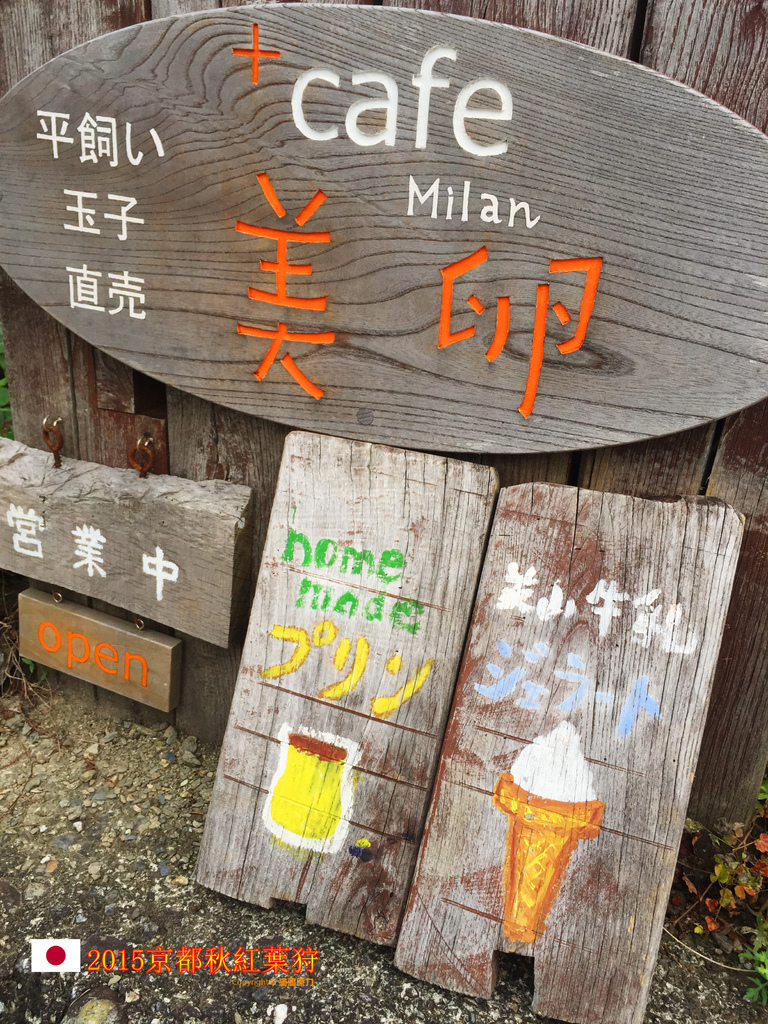 +cafe
Milan
美卵
平飼い
玉子
直売
営業中
open
home
made
プリン
美山牛乳
ジェラート
2015京都秋紅葉狩